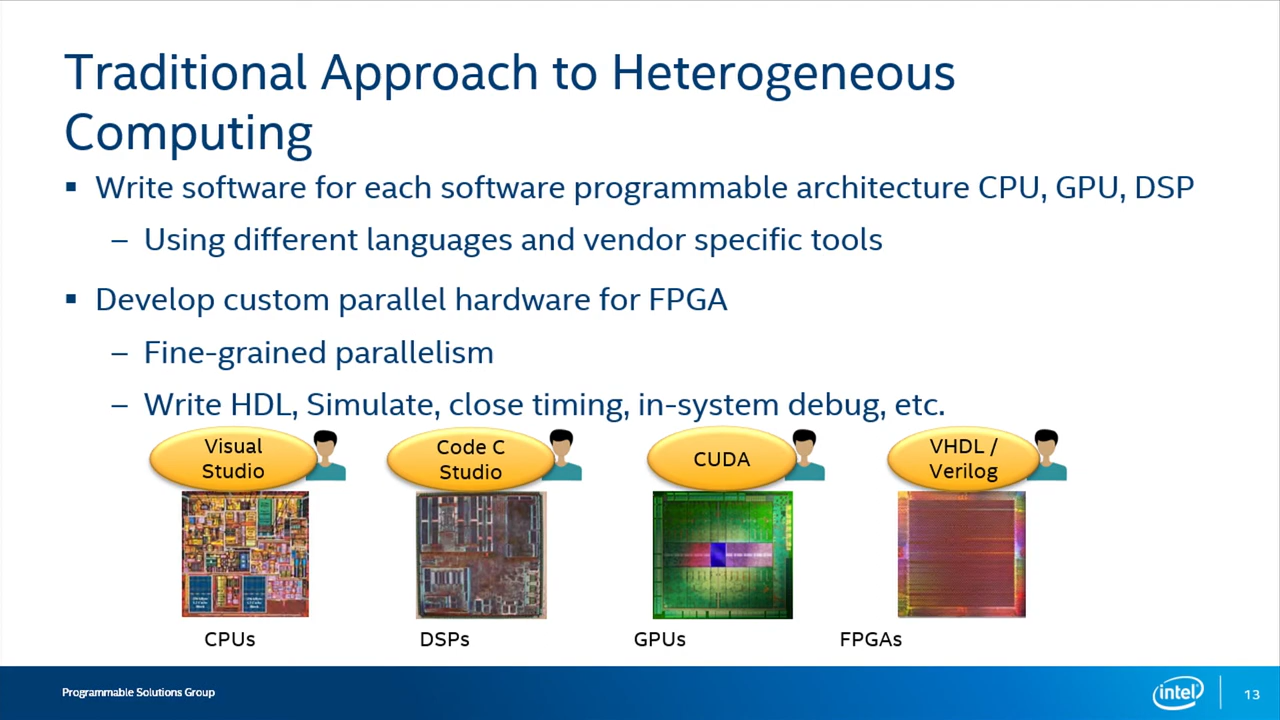 Traditional Approach to Heterogeneous
Computing
▪ Write software for each software programmable architecture CPU, GPU, DSP
– Using different languages and vendor specific tools
▪ Develop custom parallel hardware for FPGA
– Fine-grained parallelism
– Write HDL, Simulate, close timing, in-system debug, etc.
Visual
Studio
Code C
Studio
CUDA
VHDL /
Verilog
CPUs
DSPs
GPUs
FPGAs
Programmable Solutions Group
intel
13